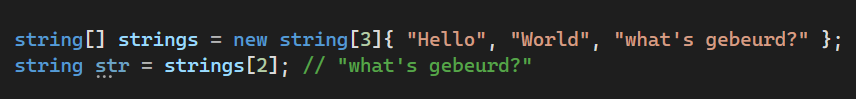 string[] strings = new string[3]{ "Hello", "World", "what's gebeurd?" };
string str = strings[2]; // "what's gebeurd?"